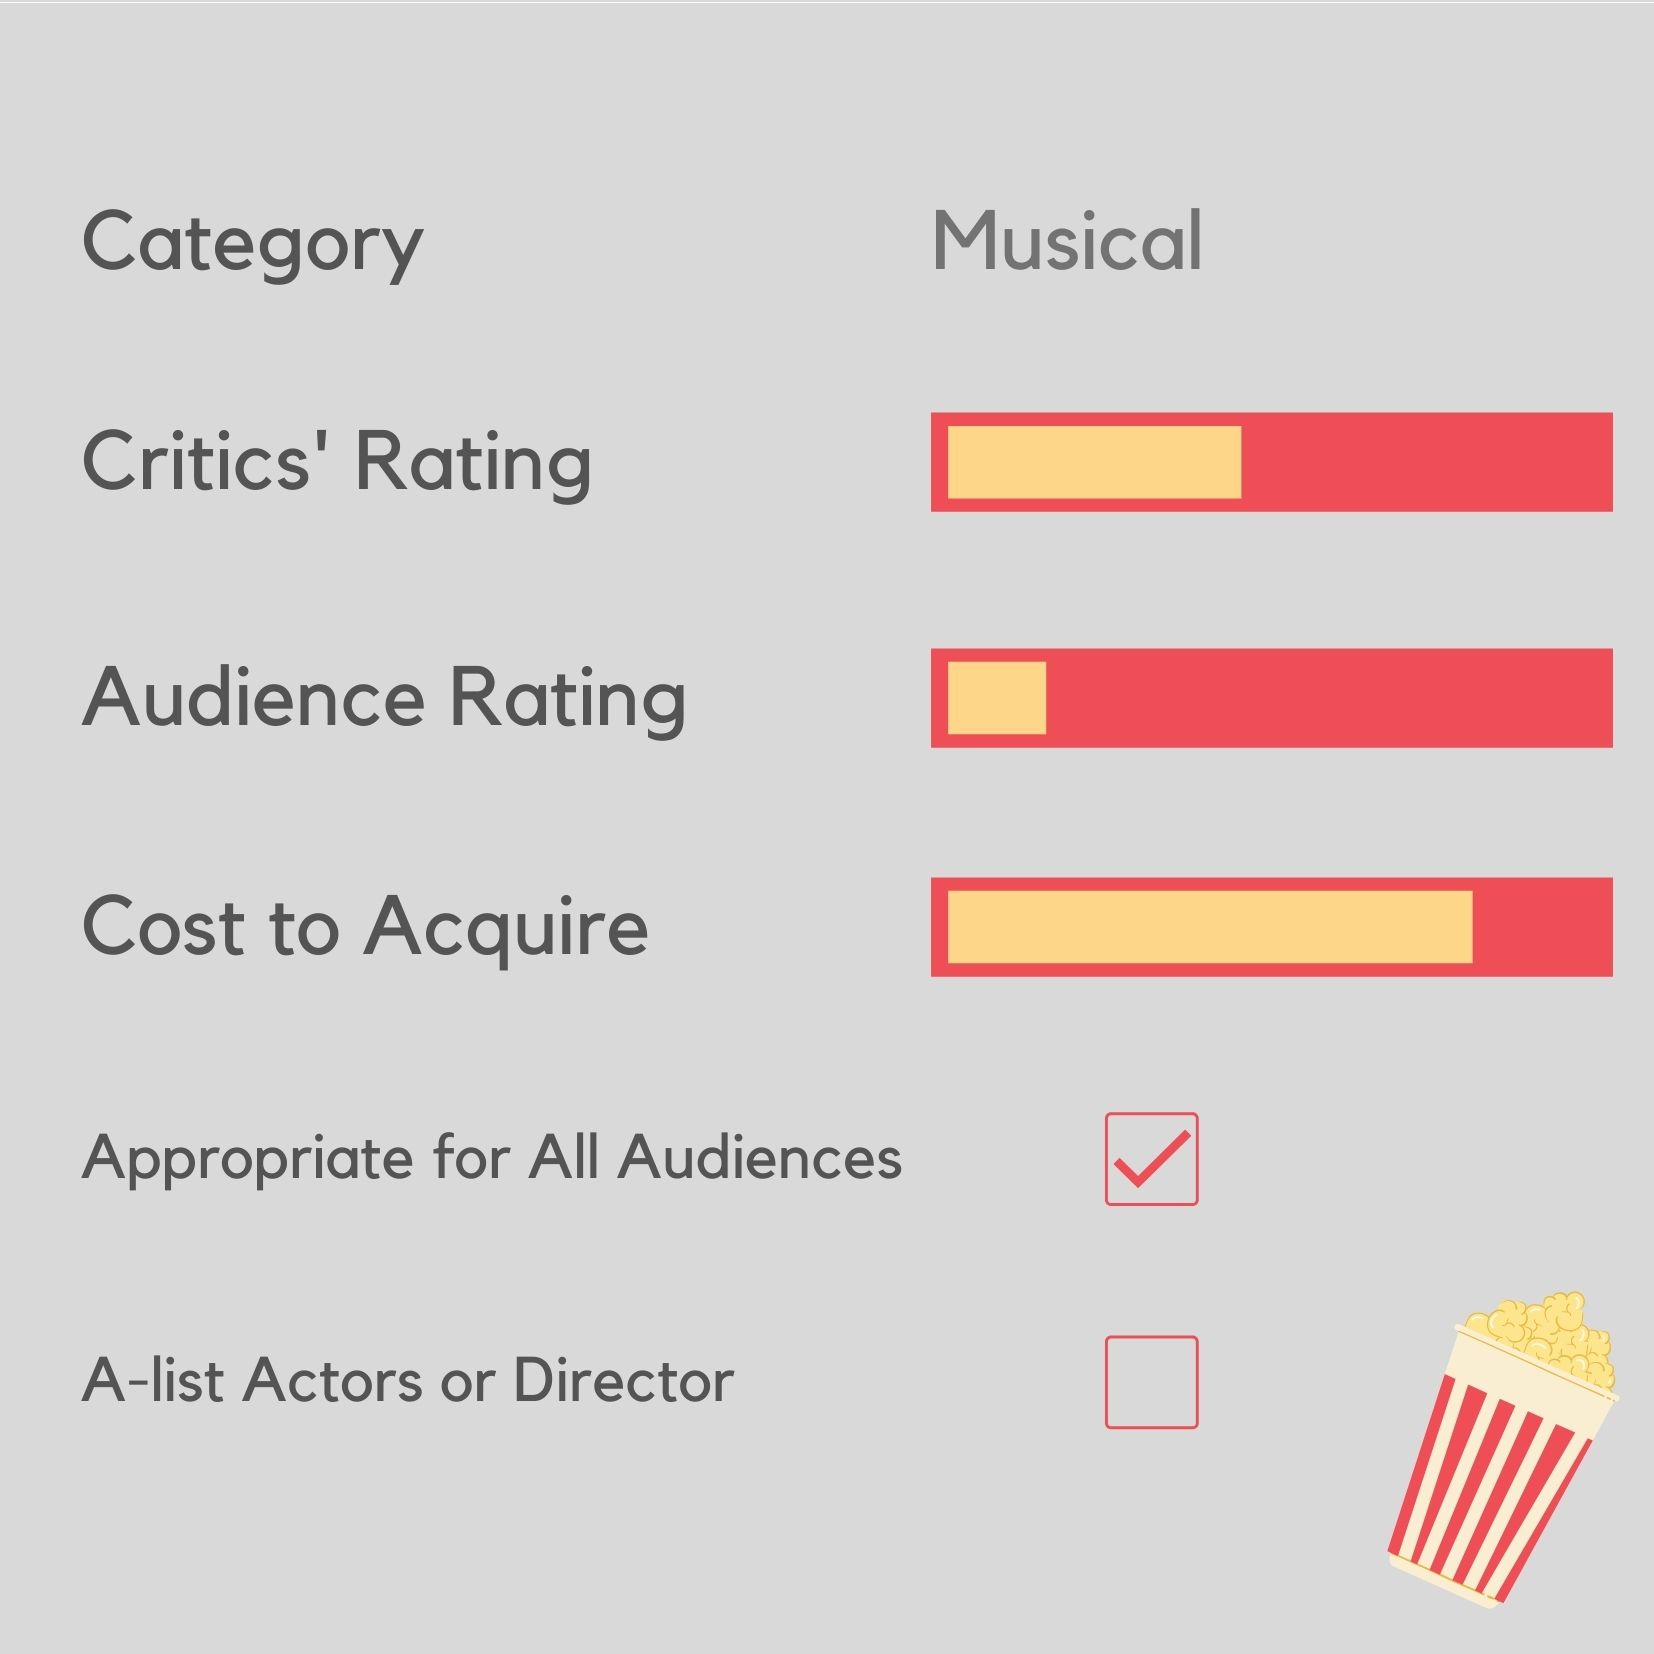 Category Musical
Critics' Rating
Audience Rating
Cost to Acquire
Appropriate for All Audiences
A-list Actors or Director